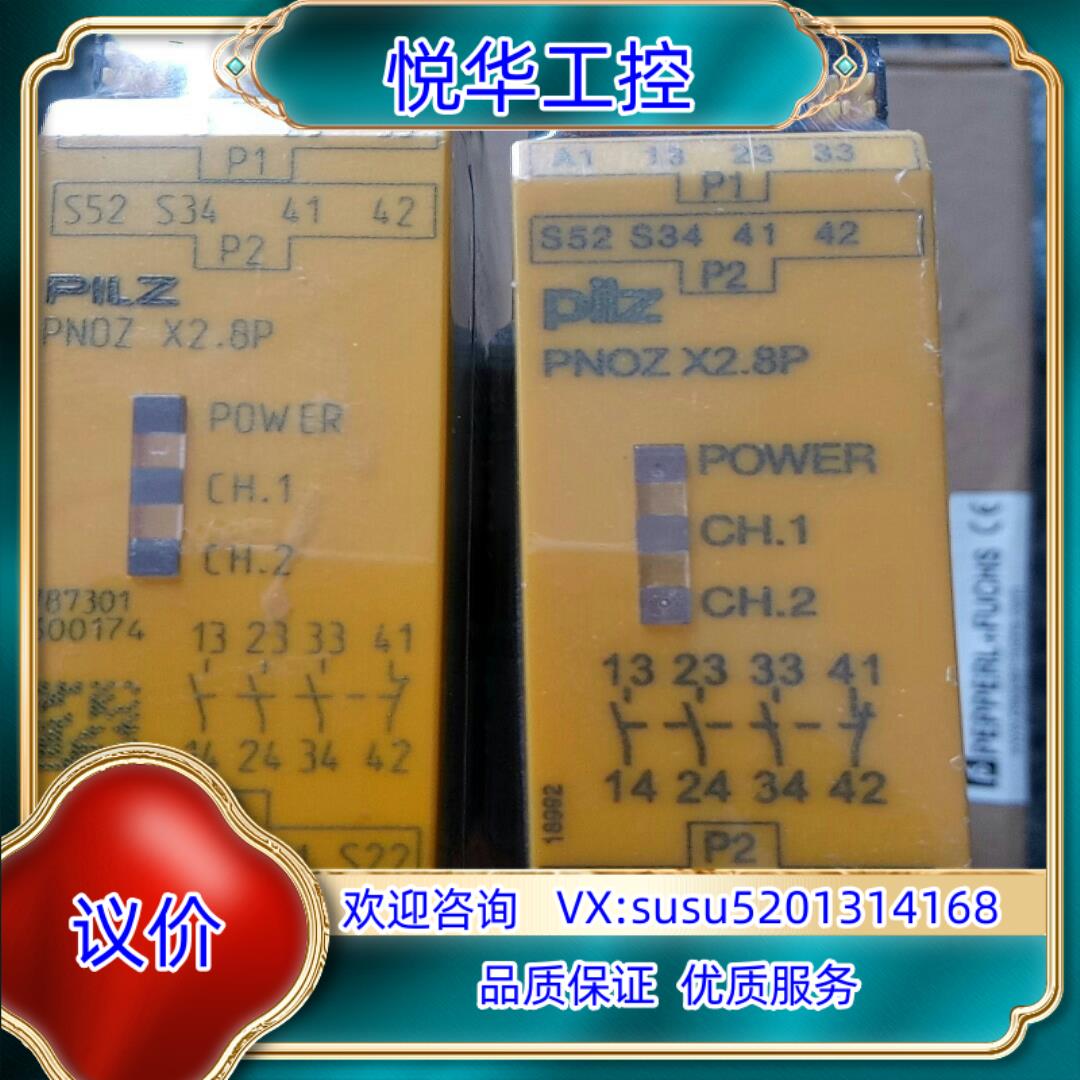 悦华工控
P1
S52 S34 41 42
P2
PILZ
PNOZ X2.8P
POWER
CH.1
CH.2
787301
500174
13 23 33 41
14 24 34 42
S22
A1 13 23 33
P1
S52 S34 41 42
P2
pilz
PNOZ X2.8P
POWER
CH.1
CH.2
13 23 33 41
14 24 34 42
18992
P2
PEPPERL+FUCHS CE
议价
欢迎咨询 VX:susu5201314168
品质保证 优质服务